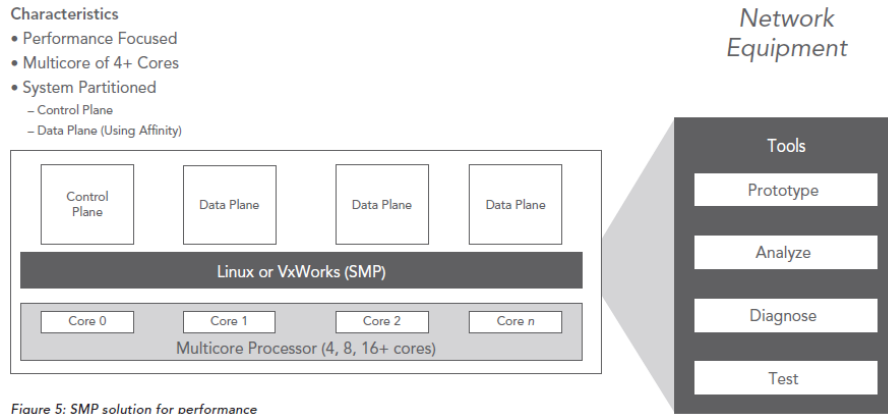 Characteristics
• Performance Focused
• Multicore of 4+ Cores
• System Partitioned
– Control Plane
– Data Plane (Using Affinity)
Network
Equipment
Control
Plane
Data Plane
Data Plane
Data Plane
Linux or VxWorks (SMP)
Core 0
Core 1
Core 2
Core n
Multicore Processor (4, 8, 16+ cores)
Tools
Prototype
Analyze
Diagnose
Test
Figure 5: SMP solution for performance